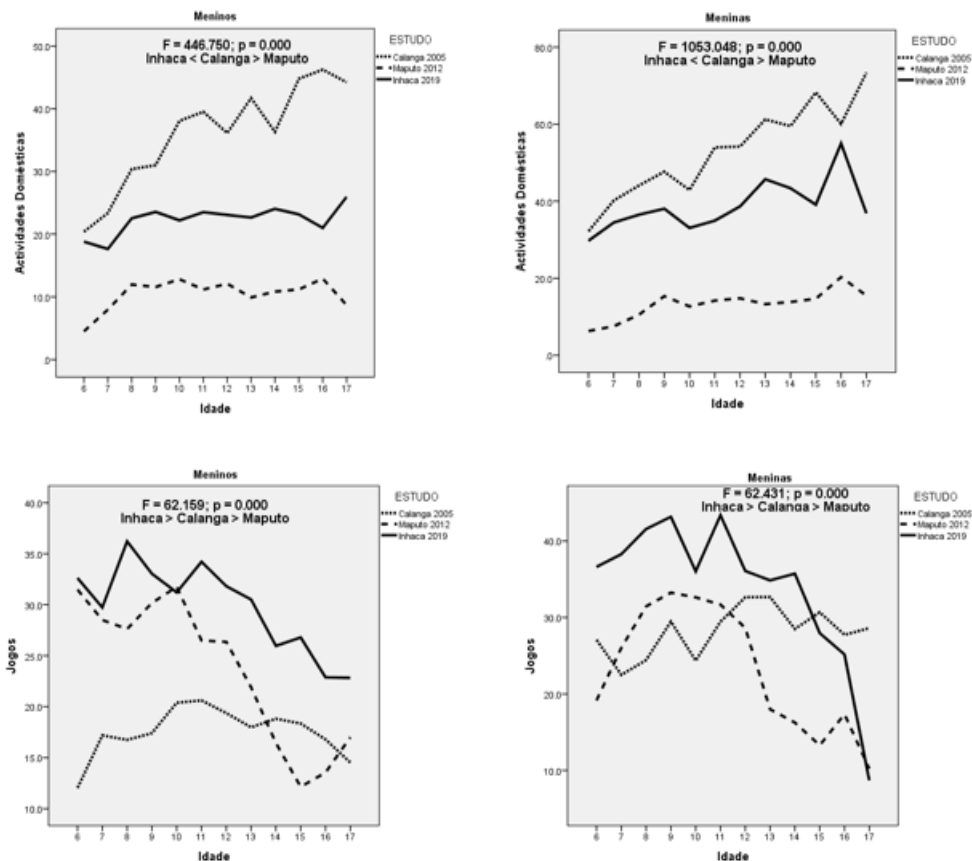 Meninos
F = 446.750; p = 0.000
Inhaca < Calanga > Maputo
ESTUDO
Calanga 2005
Maputo 2012
Inhaca 2019
Actividades Domésticas
50.0
40.0
30.0
20.0
10.0
.0
6 7 8 9 10 11 12 13 14 15 16 17
Idade
Meninas
F = 1053.048; p = 0.000
Inhaca < Calanga > Maputo
ESTUDO
Calanga 2005
Maputo 2012
Inhaca 2019
Actividades Domésticas
80.0
60.0
40.0
20.0
.0
6 7 8 9 10 11 12 13 14 15 16 17
Idade
Meninos
F = 62.159; p = 0.000
Inhaca > Calanga > Maputo
ESTUDO
Calanga 2005
Maputo 2012
Inhaca 2019
Jogos
40.0
35.0
30.0
25.0
20.0
15.0
10.0
6 7 8 9 10 11 12 13 14 15 16 17
Idade
Meninas
F = 62.431; p = 0.000
Inhaca > Calanga > Maputo
ESTUDO
Calanga 2005
Maputo 2012
Inhaca 2019
Jogos
40.0
30.0
20.0
10.0
6 7 8 9 10 11 12 13 14 15 16 17
Idade